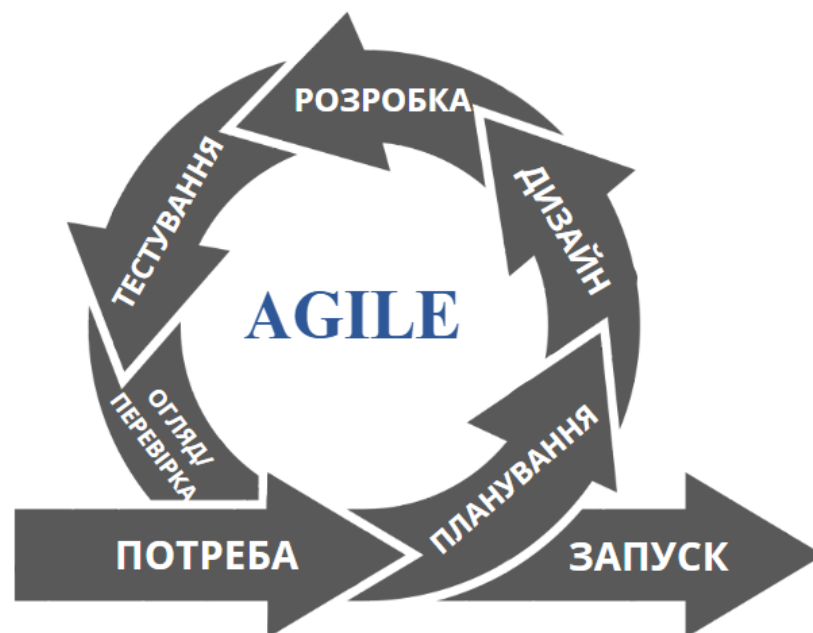 РОЗРОБКА
ДИЗАЙН
ТЕСТУВАННЯ
AGILE
ОГЛЯД/
ПЕРЕВІРКА
ПЛАНУВАННЯ
ПОТРЕБА
ЗАПУСК